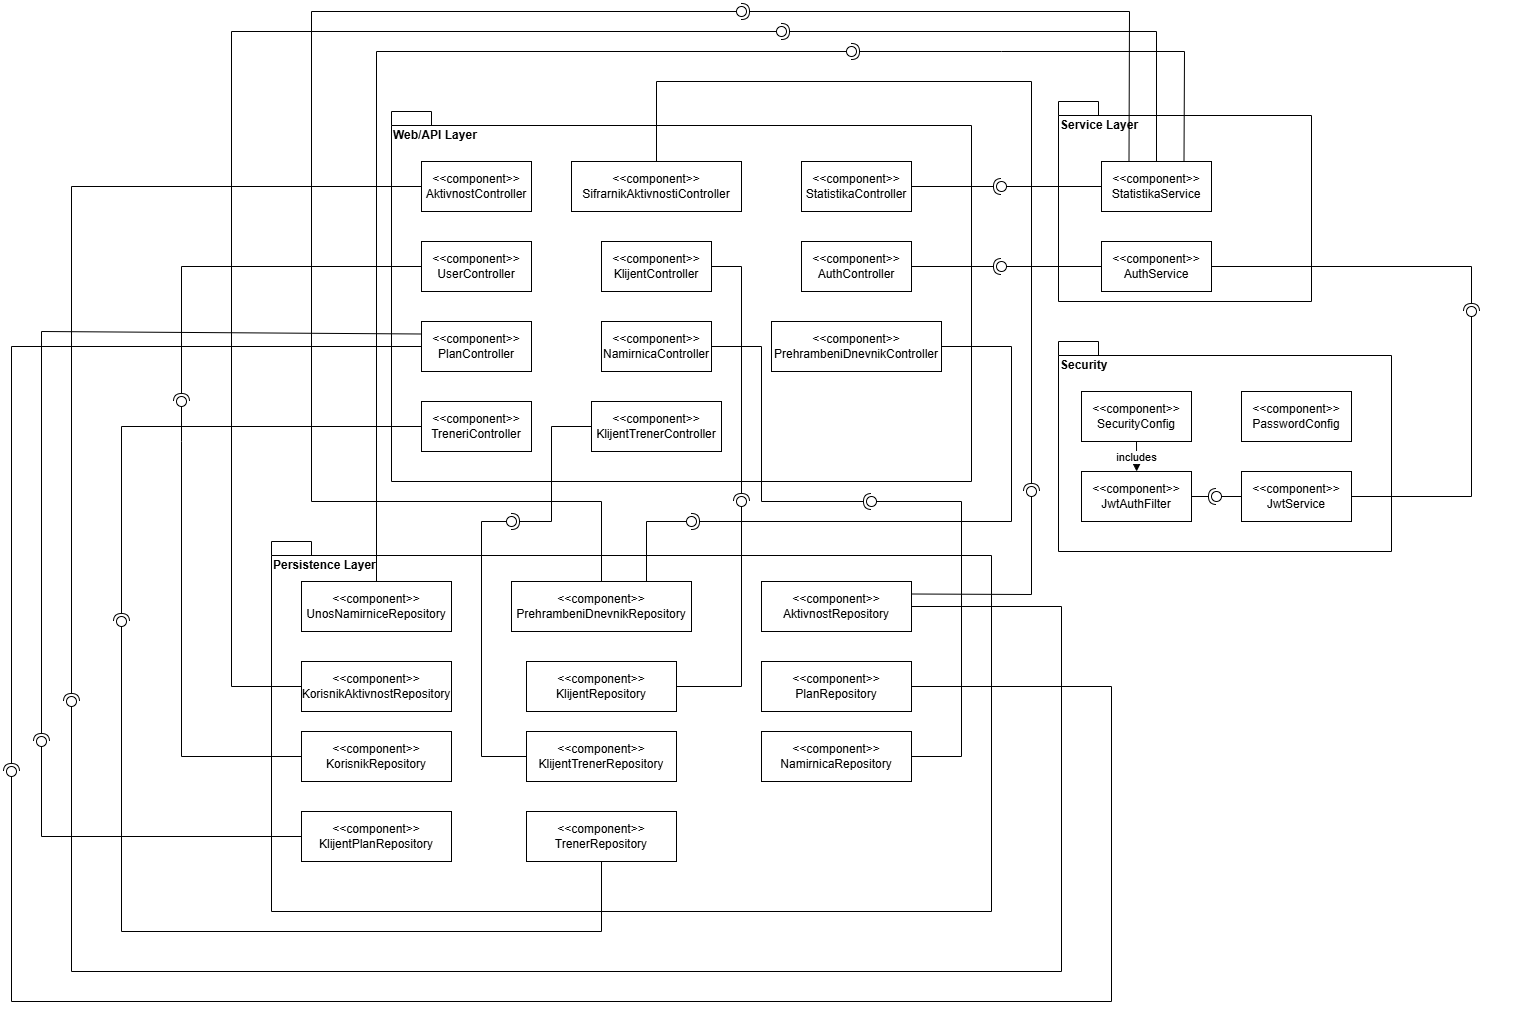 Web/API Layer
<<component>>
AktivnostController
<<component>>
SifrarnikAktivnostiController
<<component>>
StatistikaController
<<component>>
UserController
<<component>>
KlijentController
<<component>>
AuthController
<<component>>
PlanController
<<component>>
NamirnicaController
<<component>>
PrehrambeniDnevnikController
<<component>>
TreneriController
<<component>>
KlijentTrenerController
Service Layer
<<component>>
StatistikaService
<<component>>
AuthService
Security
<<component>>
SecurityConfig
<<component>>
PasswordConfig
includes
<<component>>
JwtAuthFilter
<<component>>
JwtService
Persistence Layer
<<component>>
UnosNamirniceRepository
<<component>>
PrehrambeniDnevnikRepository
<<component>>
AktivnostRepository
<<component>>
KorisnikAktivnostRepository
<<component>>
KlijentRepository
<<component>>
PlanRepository
<<component>>
KorisnikRepository
<<component>>
KlijentTrenerRepository
<<component>>
NamirnicaRepository
<<component>>
KlijentPlanRepository
<<component>>
TrenerRepository